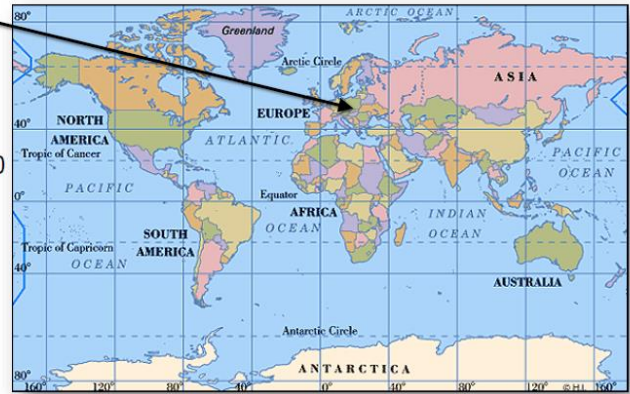 80°
ARCTIC OCEAN
Greenland
Arctic Circle
ASIA
NORTH
AMERICA
EUROPE
40°
ATLANTIC
Tropic of Cancer
PACIFIC
OCEAN
0
PACIFIC
Equator
0°
AFRICA
INDIAN
OCEAN
SOUTH
AMERICA
OCEAN
Tropic of Capricorn
OCEAN
40°
AUSTRALIA
Antarctic Circle
ANTARCTICA
80°
160°
120°
80°
40°
0°
40°
80°
120°
© H.L.
160°